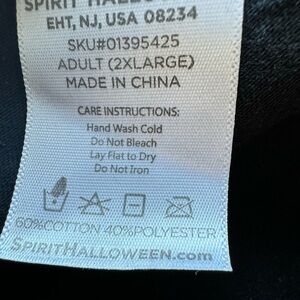 SPIRIT
EHT, NJ, USA 08234
SKU#01395425
ADULT (2XLARGE)
MADE IN CHINA
CARE INSTRUCTIONS:
Hand Wash Cold
Do Not Bleach
Lay Flat to Dry
Do Not Iron
60%COTTON 40%POLYESTER
SPIRITHALLOWEEN.com